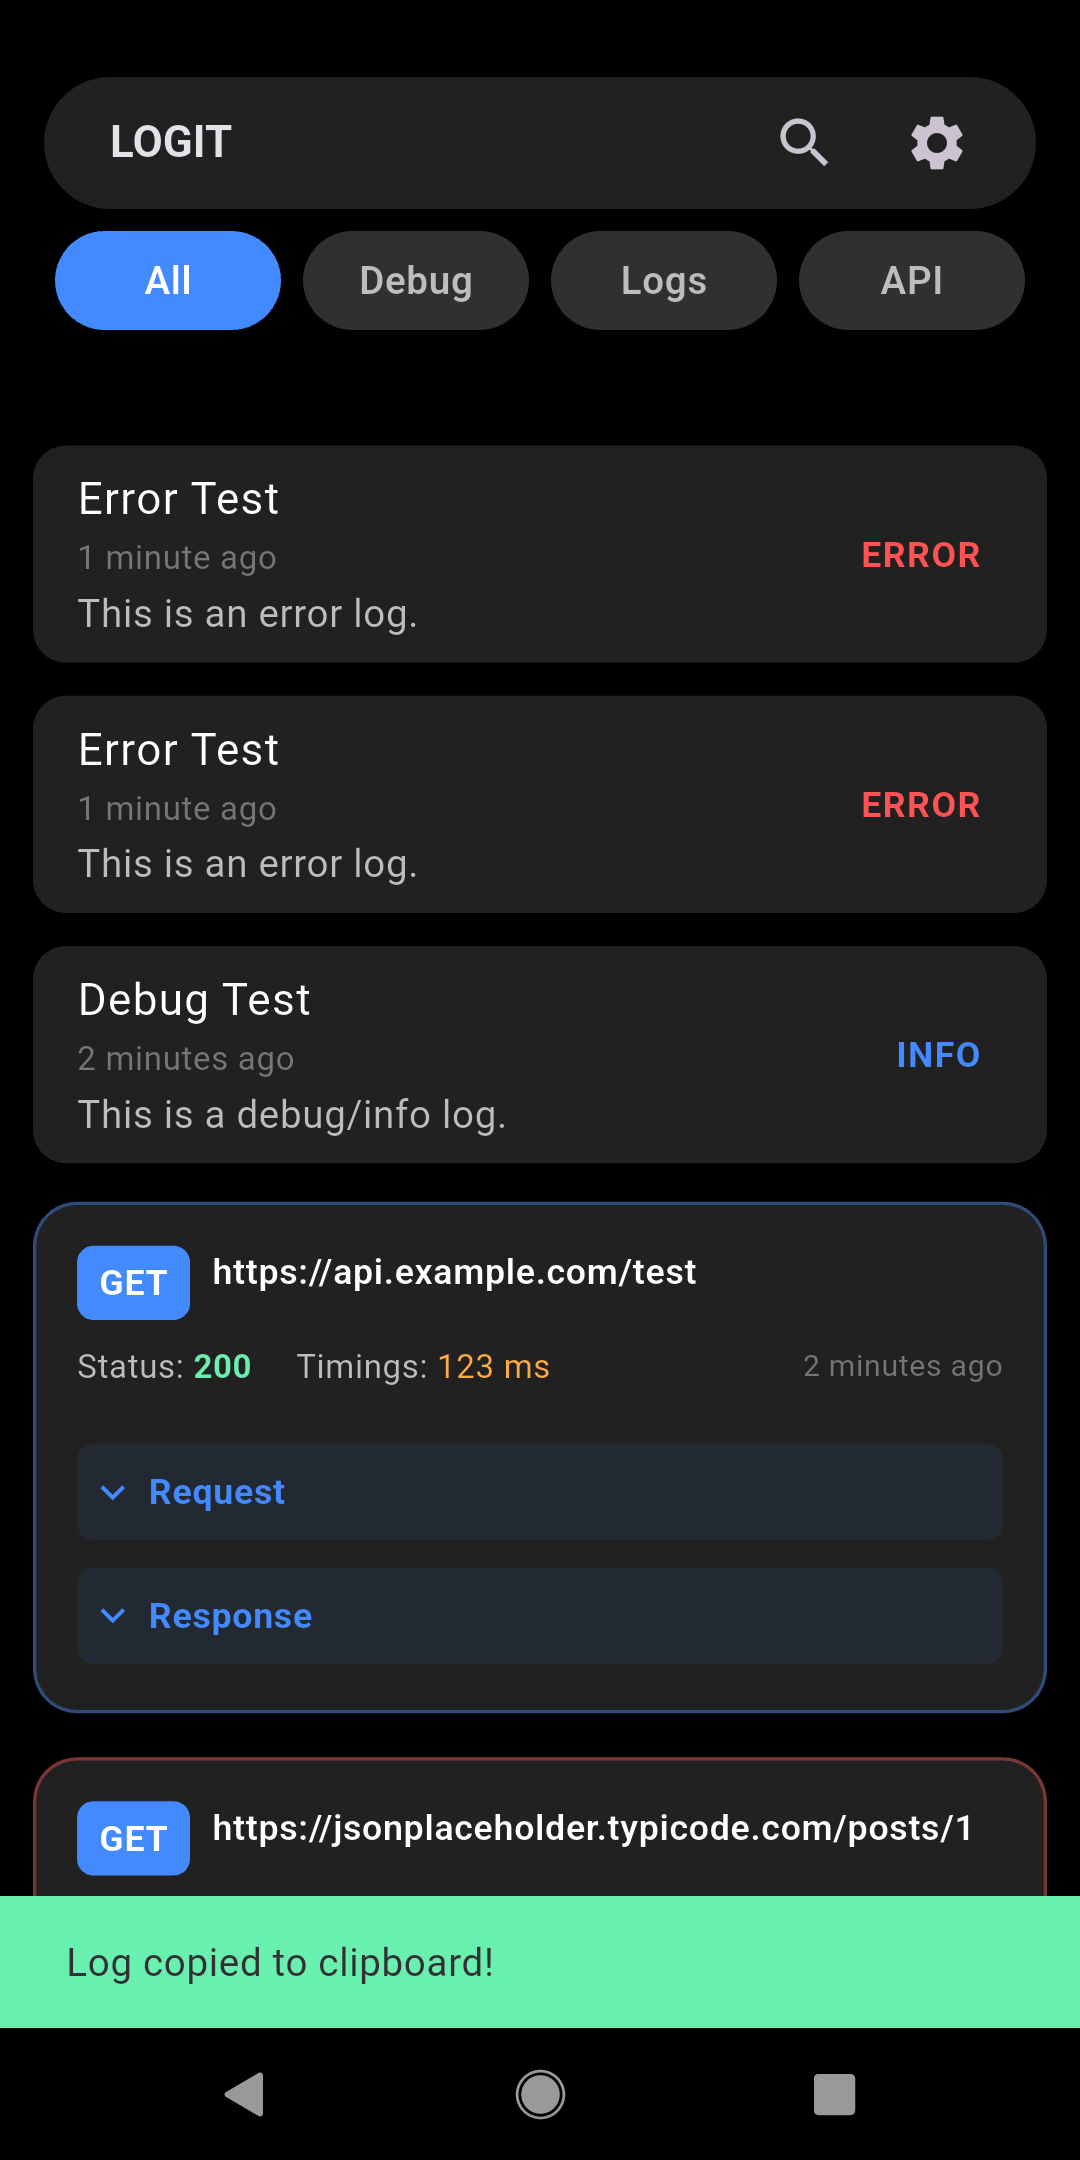 LOGIT
All Debug Logs API
Error Test
1 minute ago
ERROR
This is an error log.
Error Test
1 minute ago
ERROR
This is an error log.
Debug Test
2 minutes ago
INFO
This is a debug/info log.
GET https://api.example.com/test
Status: 200 Timings: 123 ms 2 minutes ago
Request
Response
GET https://jsonplaceholder.typicode.com/posts/1
Log copied to clipboard!